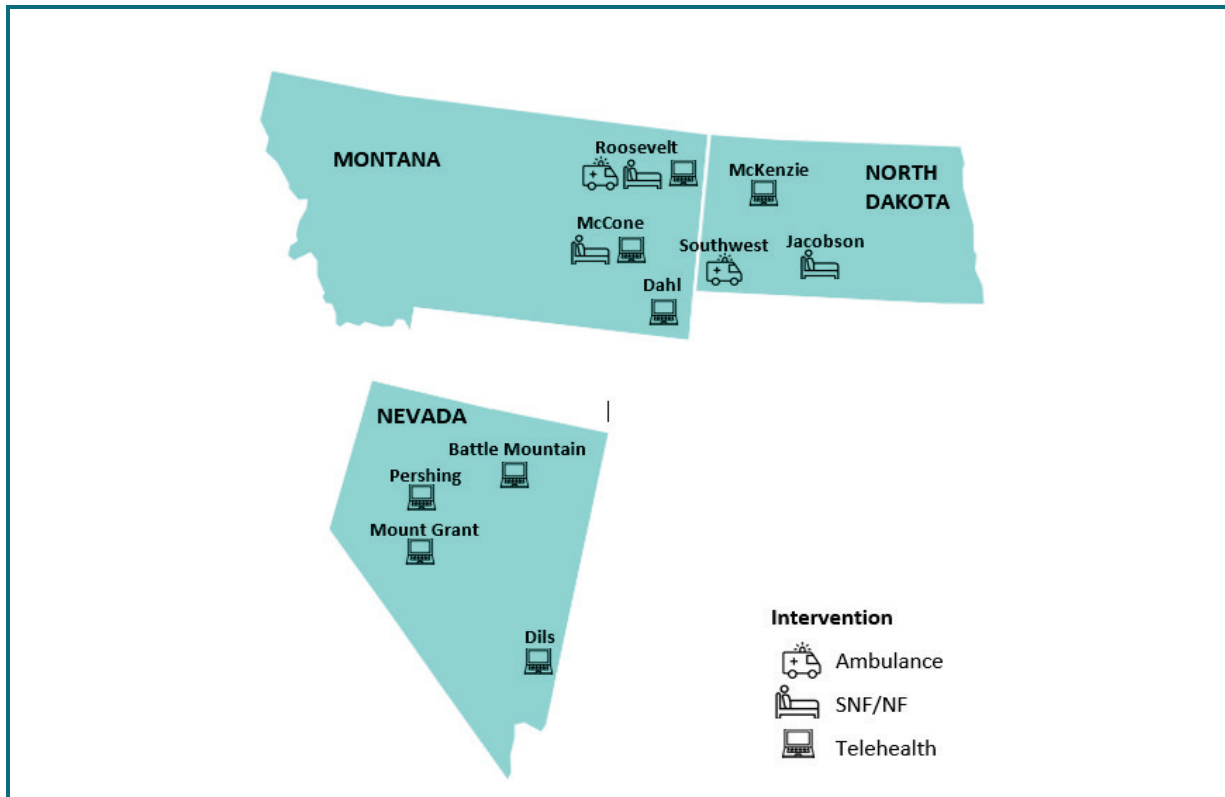 MONTANA
Roosevelt
McCone
Dahl
McKenzie
NORTH
DAKOTA
Southwest
Jacobson
NEVADA
Battle Mountain
Pershing
Mount Grant
Dils
Intervention
Ambulance
SNF/NF
Telehealth